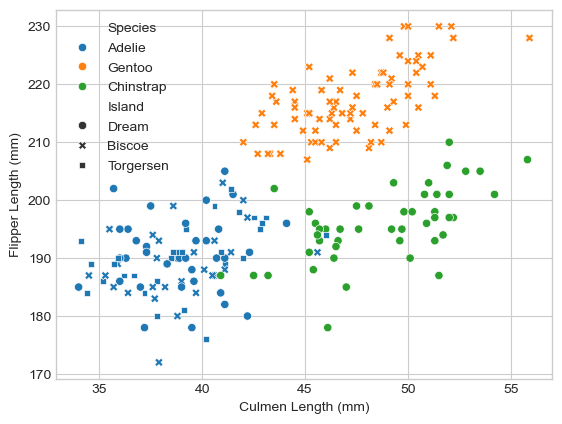 Species
Adelie
Gentoo
Chinstrap
Island
Dream
Biscoe
Torgersen
230
220
210
200
190
180
170
Flipper Length (mm)
35 40 45 50 55
Culmen Length (mm)